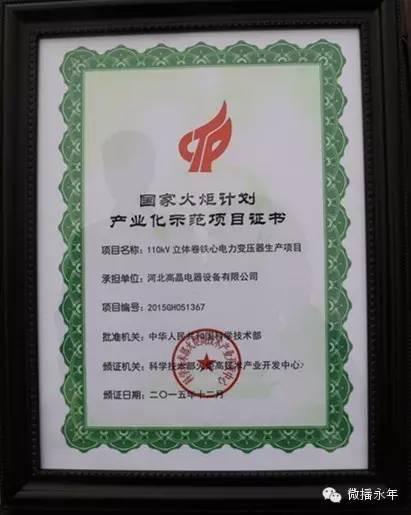 CTP
国家火炬计划
产业化示范项目证书
项目名称：110kV立体卷铁心电力变压器生产项目
承担单位：河北高晶电器设备有限公司
项目编号：2015GH051367
批准机关：中华人民共和国科学技术部
颁证机关：科学技术部火炬高技术产业开发中心
颁证日期：二〇一五年十二月
微播永年